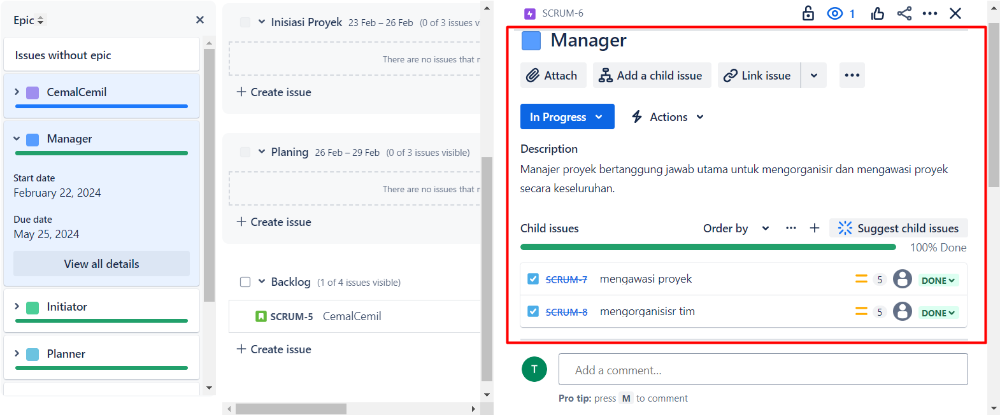 Epic
Issues without epic
CemalCemil
Manager
Start date
February 22, 2024
Due date
May 25, 2024
View all details
Initiator
Planner
Inisiasi Proyek 23 Feb – 26 Feb (0 of 3 issues v
There are no issues that
+ Create issue
Planing 26 Feb – 29 Feb (0 of 3 issues visible)
There are no issues that
+ Create issue
Backlog (1 of 4 issues visible)
SCRUM-5 CemalCemil
+ Create issue
SCRUM-6
1
Manager
Attach
Add a child issue
Link issue
In Progress
Actions
Description
Manajer proyek bertanggung jawab utama untuk mengorganisir dan mengawasi proyek
secara keseluruhan.
Child issues
Order by
Suggest child issues
100% Done
SCRUM-7 mengawasi proyek 5 DONE
SCRUM-8 mengorganisisr tim 5 DONE
T
Add a comment...
Pro tip: press M to comment